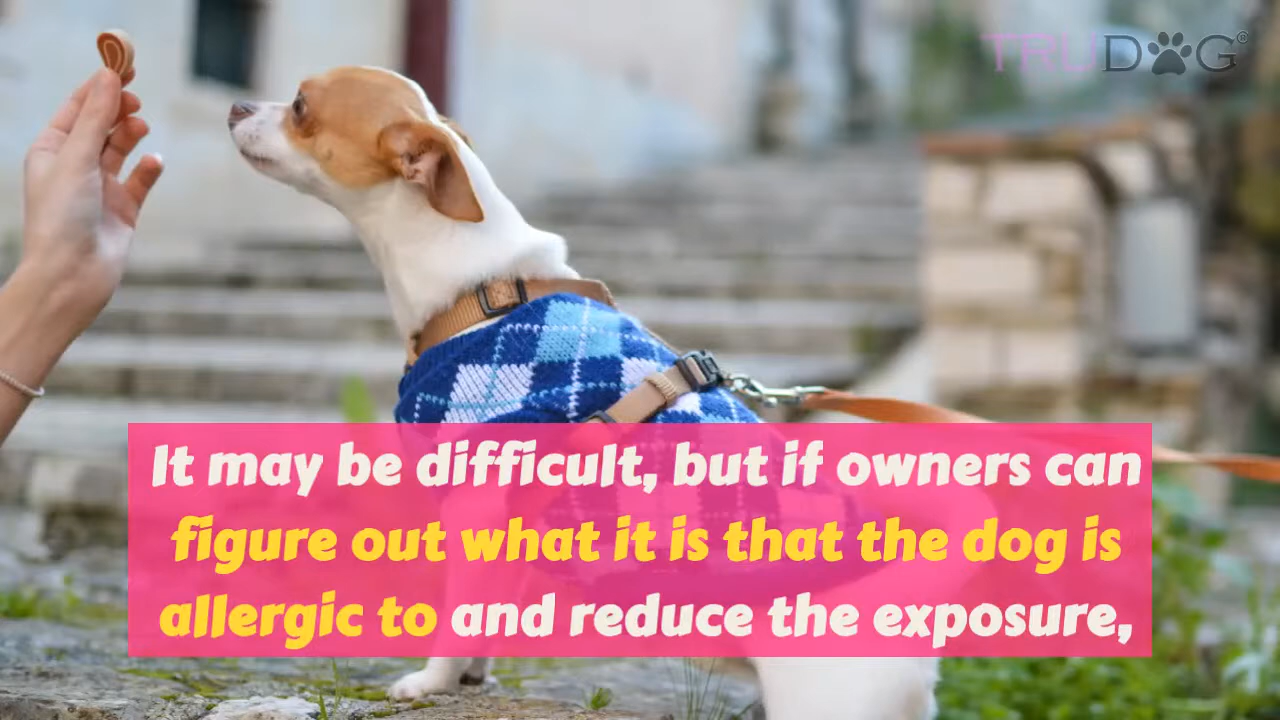 TRUDOG®
It may be difficult, but if owners can
figure out what it is that the dog is
allergic to and reduce the exposure,